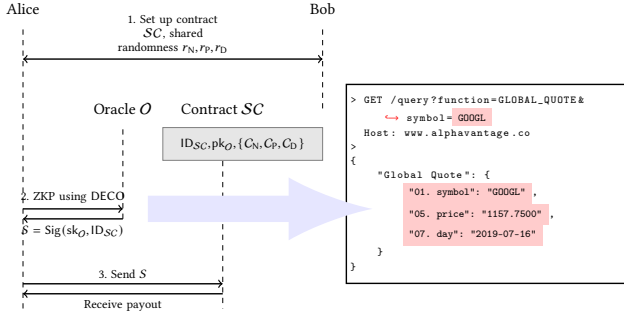 Alice
Bob
1. Set up contract
SC, shared
randomness r_N, r_P, r_D
Oracle O
Contract SC
ID_SC, pk_O, {C_N, C_P, C_D}
2. ZKP using DECO
S = Sig(sk_O, ID_SC)
3. Send S
Receive payout
> GET /query?function=GLOBAL_QUOTE&
↪ symbol=GOOGL
Host: www.alphavantage.co
>
{
"Global Quote": {
"01. symbol": "GOOGL",
"05. price": "1157.7500",
"07. day": "2019-07-16"
}
}